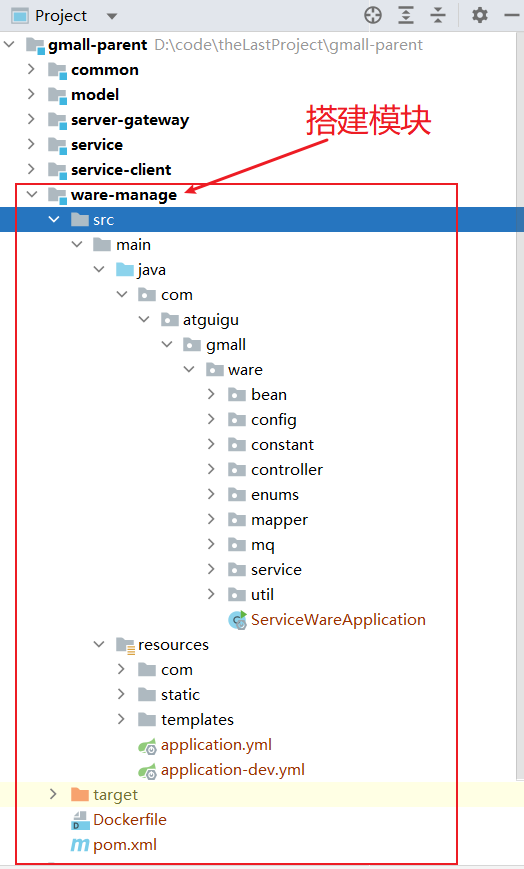 Project
gmall-parent D:\code\theLastProject\gmall-parent
common
model
server-gateway
搭建模块
service
service-client
ware-manage
src
main
java
com
atguigu
gmall
ware
bean
config
constant
controller
enums
mapper
mq
service
util
ServiceWareApplication
resources
com
static
templates
application.yml
application-dev.yml
target
Dockerfile
pom.xml